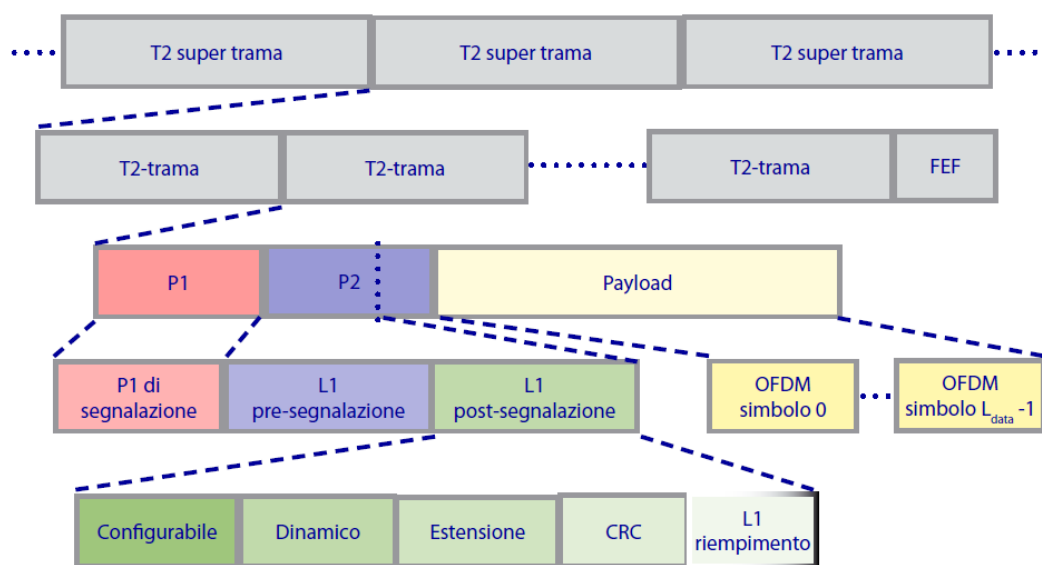 T2 super trama
T2 super trama
T2 super trama
T2-trama
T2-trama
T2-trama
FEF
P1
P2
Payload
P1 di
segnalazione
L1
pre-segnalazione
L1
post-segnalazione
OFDM
simbolo 0
OFDM
simbolo L_data -1
Configurabile
Dinamico
Estensione
CRC
L1
riempimento